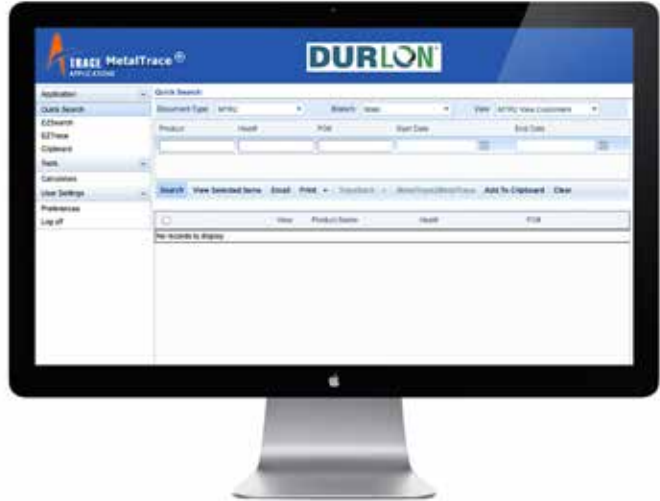 TRACE MetalTrace ®
APPLICATIONS
DURLON
Application
Quick Search
EZSearch
EZTrace
Clipboard
Tools
Calculators
User Settings
Preferences
Log off
Quick Search
Document Type MTRs Branch Main View
Product Heat# PO# Start Date End Date
Search View Selected Items Email Print Add To Clipboard Clear
View Product Name Heat# PO#
No records to display